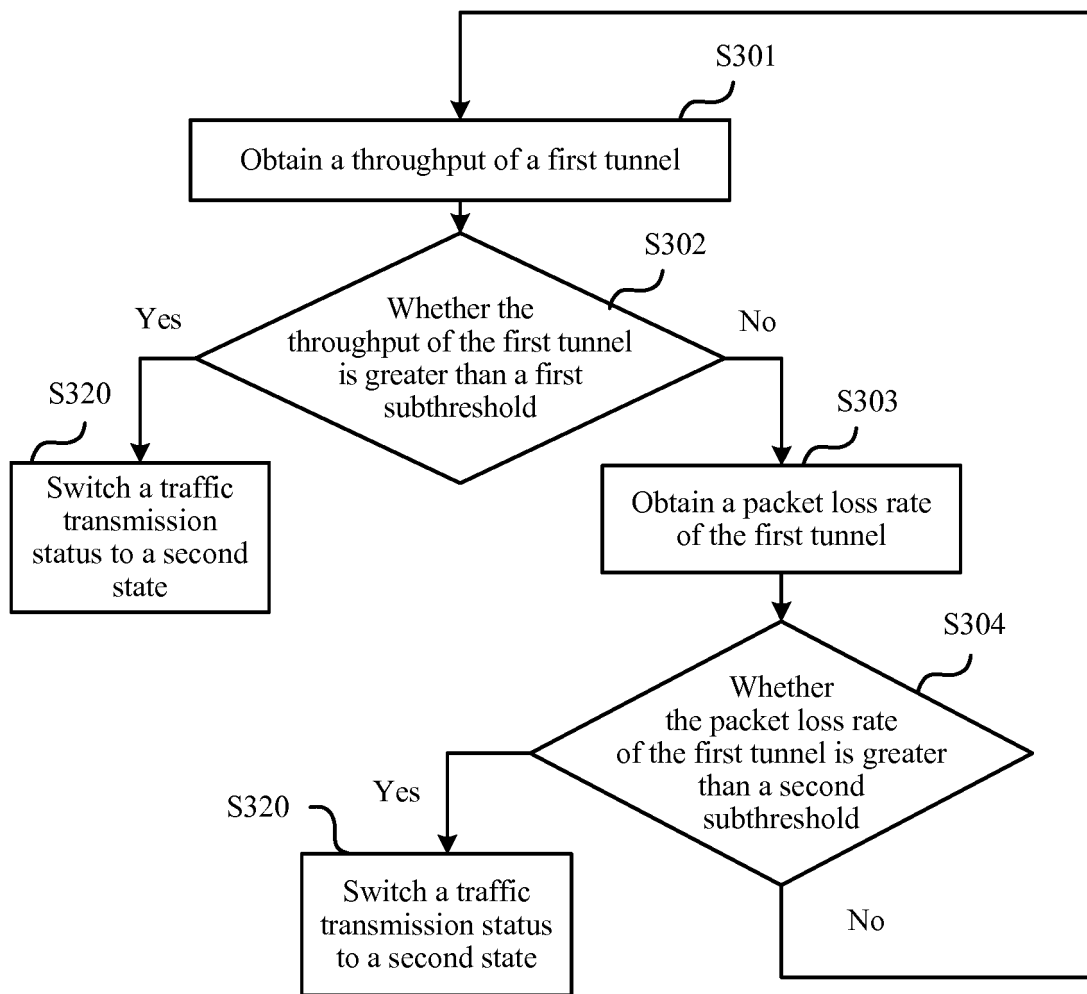 S301
Obtain a throughput of a first tunnel
S302
Whether the
throughput of the first tunnel
is greater than a first
subthreshold
Yes
No
S320
Switch a traffic
transmission
status to a second
state
S303
Obtain a packet loss rate
of the first tunnel
S304
Whether
the packet loss rate
of the first tunnel is greater
than a second
subthreshold
Yes
S320
Switch a traffic
transmission status
to a second state
No